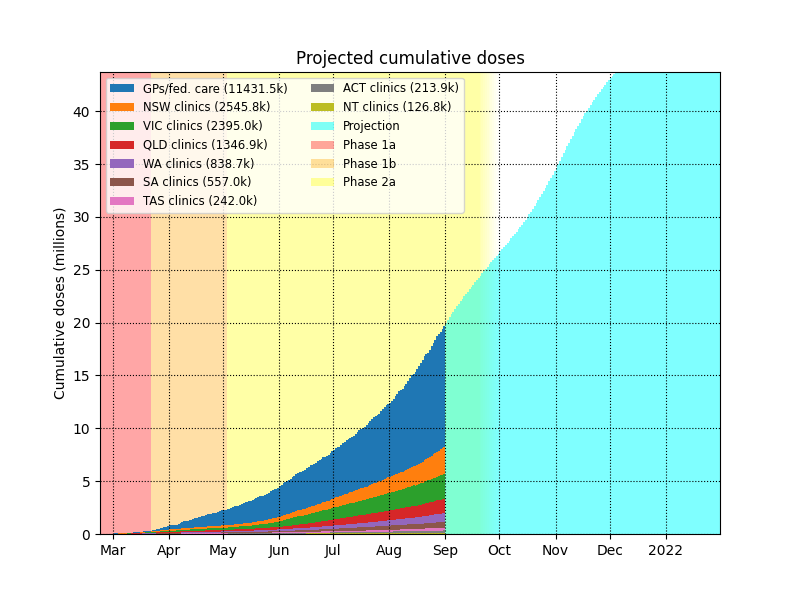 Projected cumulative doses
GPs/fed. care (11431.5k)
NSW clinics (2545.8k)
VIC clinics (2395.0k)
QLD clinics (1346.9k)
WA clinics (838.7k)
SA clinics (557.0k)
TAS clinics (242.0k)
ACT clinics (213.9k)
NT clinics (126.8k)
Projection
Phase 1a
Phase 1b
Phase 2a
Cumulative doses (millions)
40
35
30
25
20
15
10
5
0
Mar Apr May Jun Jul Aug Sep Oct Nov Dec 2022